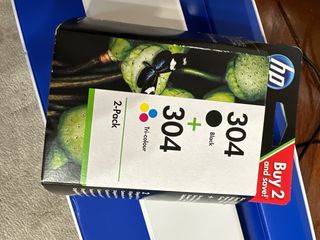 hp
304
Black
+
304
Tri-colour
2-Pack
Buy 2
and save!